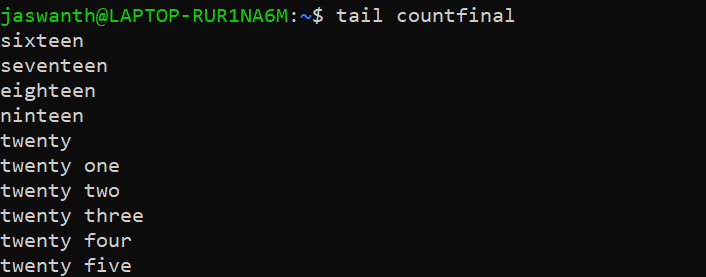 jaswanth@LAPTOP-RUR1NA6M:~$ tail countfinal
sixteen
seventeen
eighteen
ninteen
twenty
twenty one
twenty two
twenty three
twenty four
twenty five